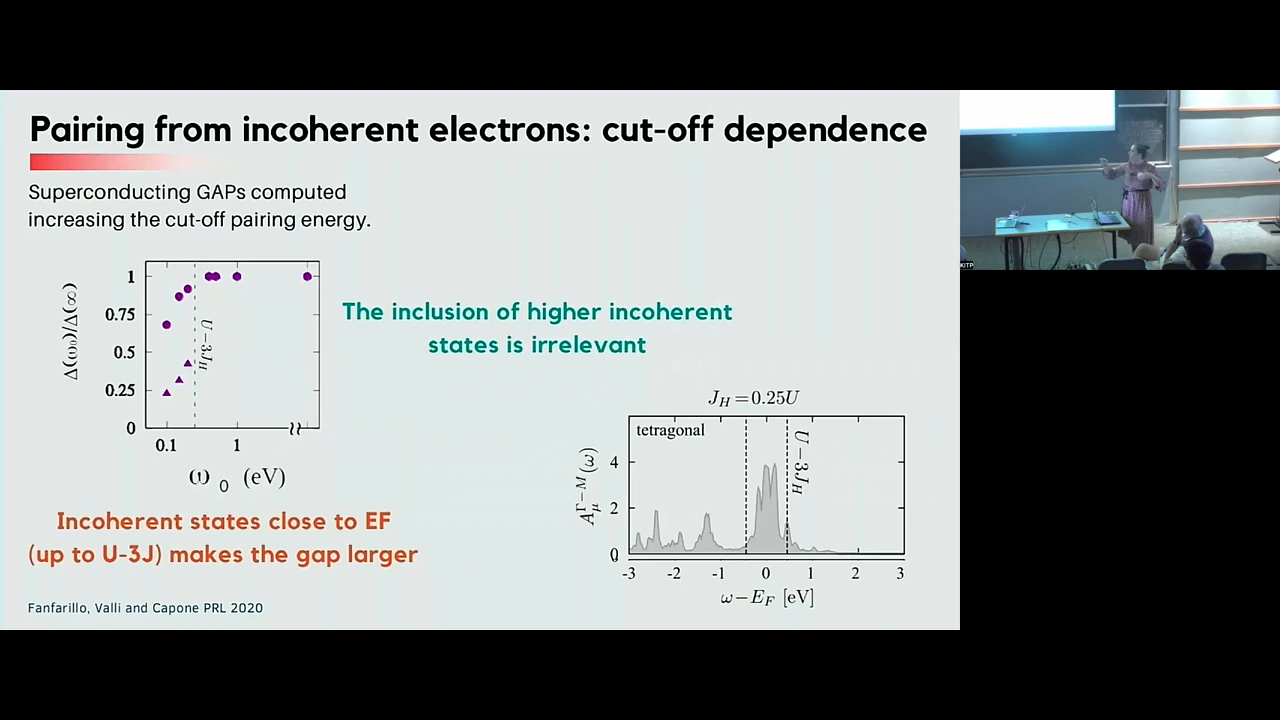 Pairing from incoherent electrons: cut-off dependence
Superconducting GAPs computed
increasing the cut-off pairing energy.
Δ(ω₀)/Δ(∞)
1
0.75
0.5
0.25
0
U−3J_H
0.1 1
ω₀ (eV)
The inclusion of higher incoherent
states is irrelevant
Incoherent states close to EF
(up to U-3J) makes the gap larger
J_H=0.25U
tetragonal
U−3J_H
A_μ^{Γ−M}(ω)
4
2
0
-3 -2 -1 0 1 2 3
ω−E_F [eV]
Fanfarillo, Valli and Capone PRL 2020
KITP